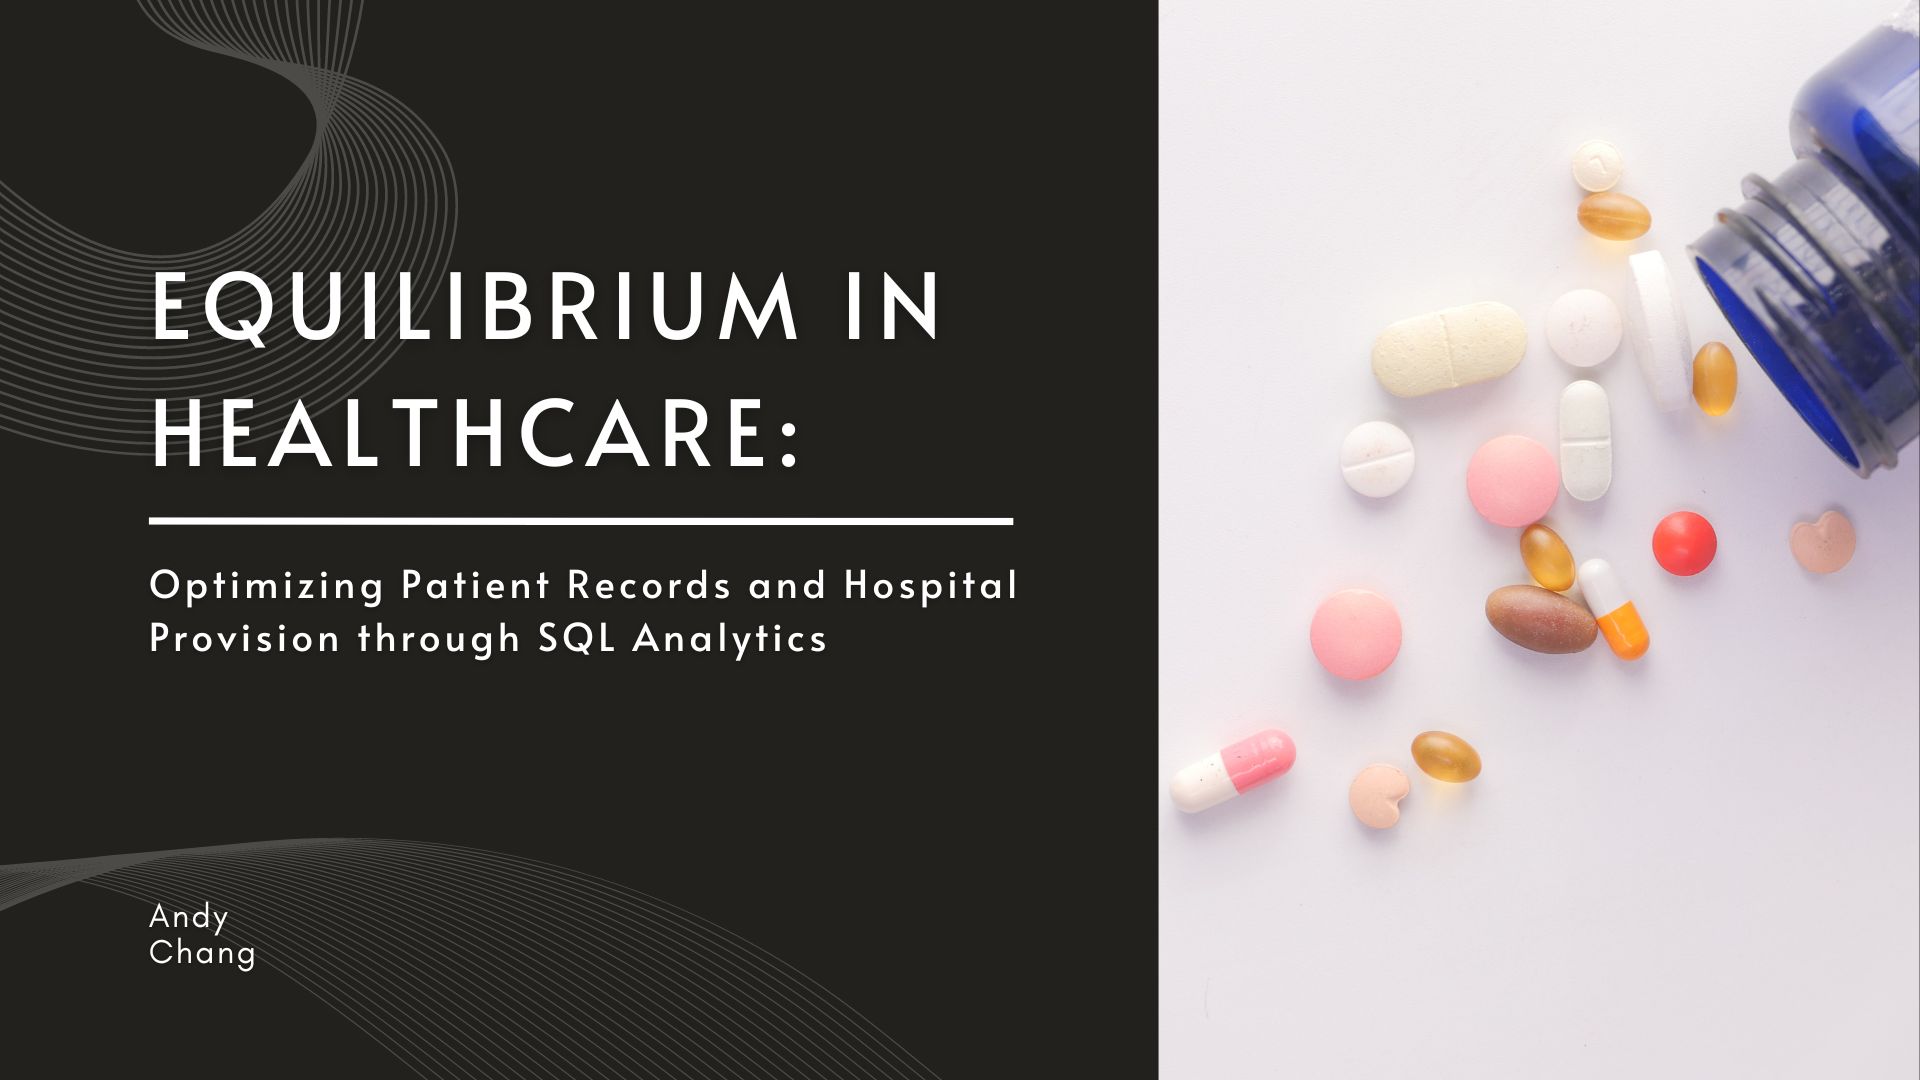 EQUILIBRIUM IN
HEALTHCARE:
Optimizing Patient Records and Hospital
Provision through SQL Analytics
Andy
Chang